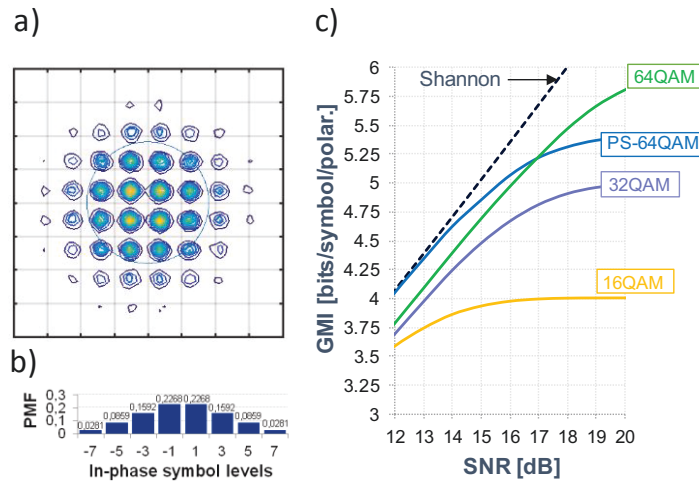 a)
b)
PMF
0,3
0,2
0,1
0
0,0281
0,0859
0,1592
0,2268
0,2268
0,1592
0,0859
0,0281
-7 -5 -3 -1 1 3 5 7
In-phase symbol levels
c)
GMI [bits/symbol/polar.]
6
5.75
5.5
5.25
5
4.75
4.5
4.25
4
3.75
3.5
3.25
3
Shannon
64QAM
PS-64QAM
32QAM
16QAM
12 13 14 15 16 17 18 19 20
SNR [dB]